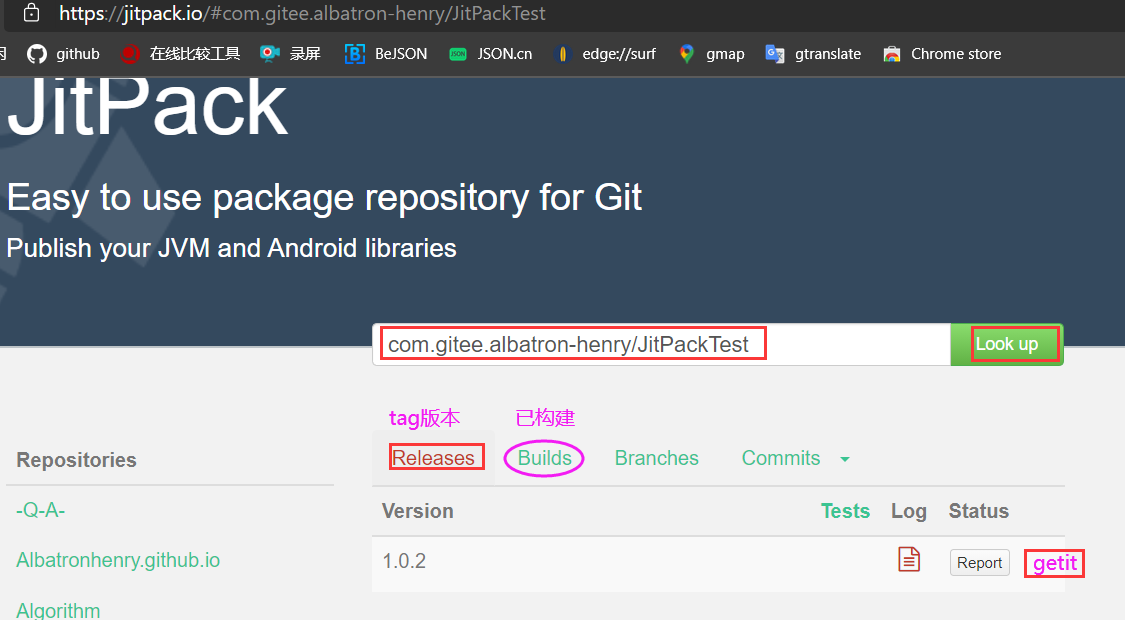 https://jitpack.io/#com.gitee.albatron-henry/JitPackTest
github 在线比较工具 录屏 BeJSON JSON.cn edge://surf gmap gtranslate Chrome store
JitPack
Easy to use package repository for Git
Publish your JVM and Android libraries
com.gitee.albatron-henry/JitPackTest Look up
tag版本 已构建
Repositories
Releases Builds Branches Commits
-Q-A-
Version Tests Log Status
Albatronhenry.github.io
1.0.2 Report getit
Algorithm